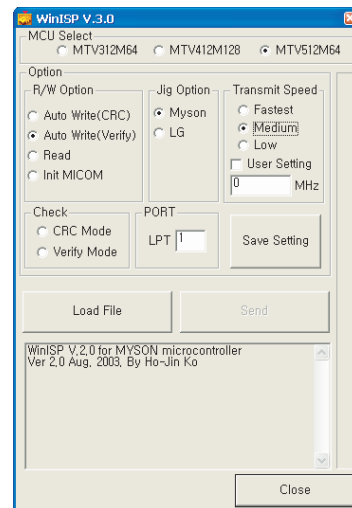 WinISP V.3.0
MCU Select
MTV312M64 MTV412M128 MTV512M64
Option
R/W Option
Auto Write(CRC)
Auto Write(Verify)
Read
Init MICOM
Jig Option
Myson
LG
Transmit Speed
Fastest
Medium
Low
User Setting
0 MHz
Check
CRC Mode
Verify Mode
PORT
LPT 1
Save Setting
Load File
Send
WinISP V,2,0 for MYSON microcontroller
Ver 2,0 Aug, 2003, By Ho-Jin Ko
Close